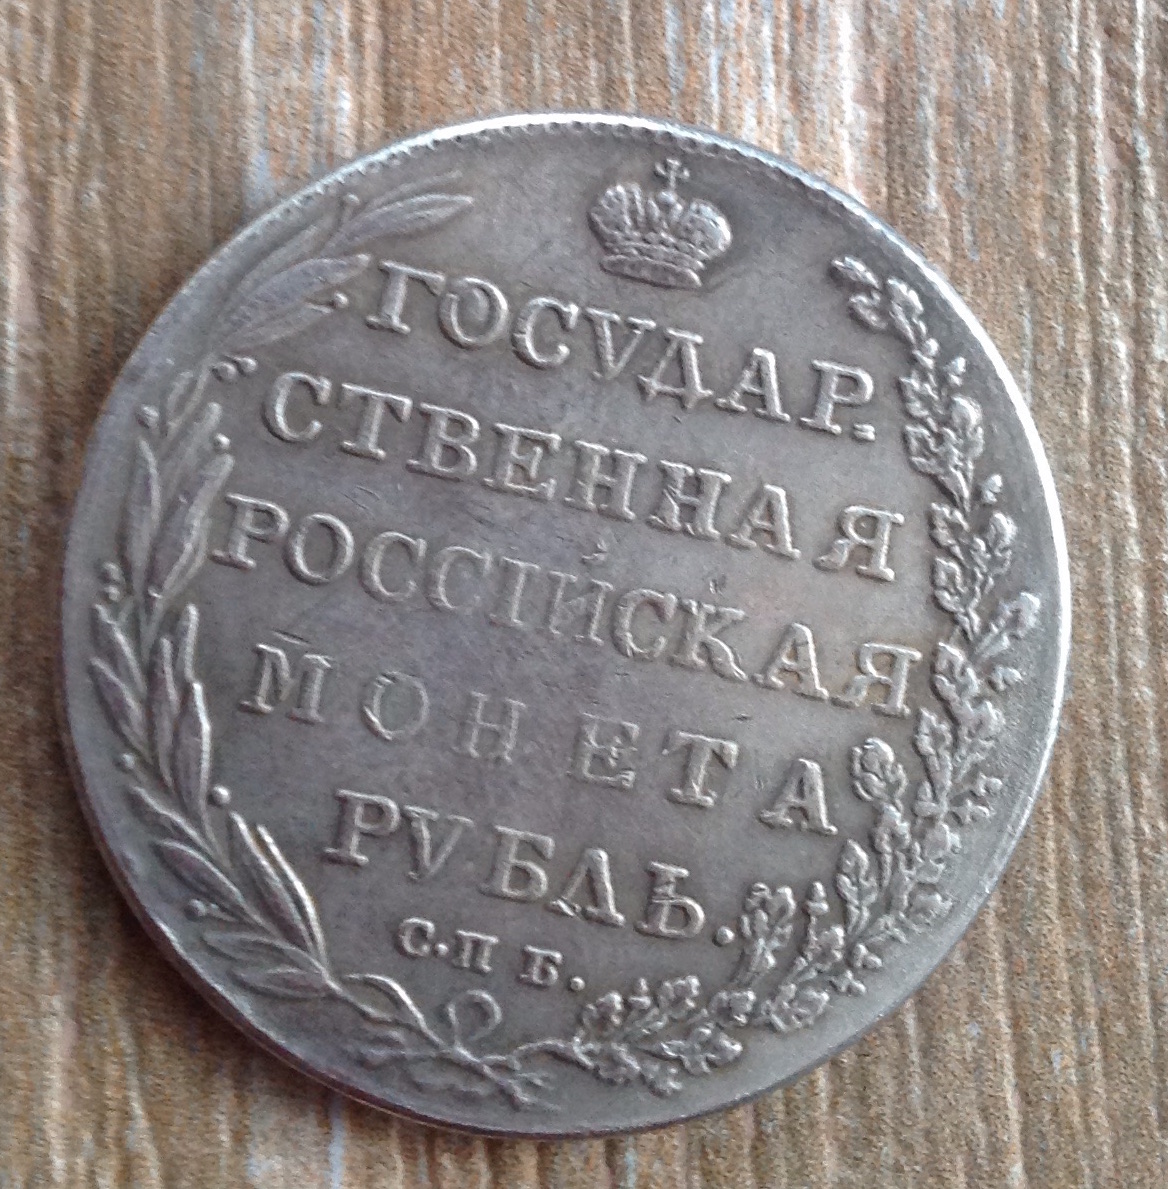 ГОСУДАР.
СТВЕННАЯ
РОССІЙСКАЯ
МОНЕТА
РУБЛЬ.
С.П Б.